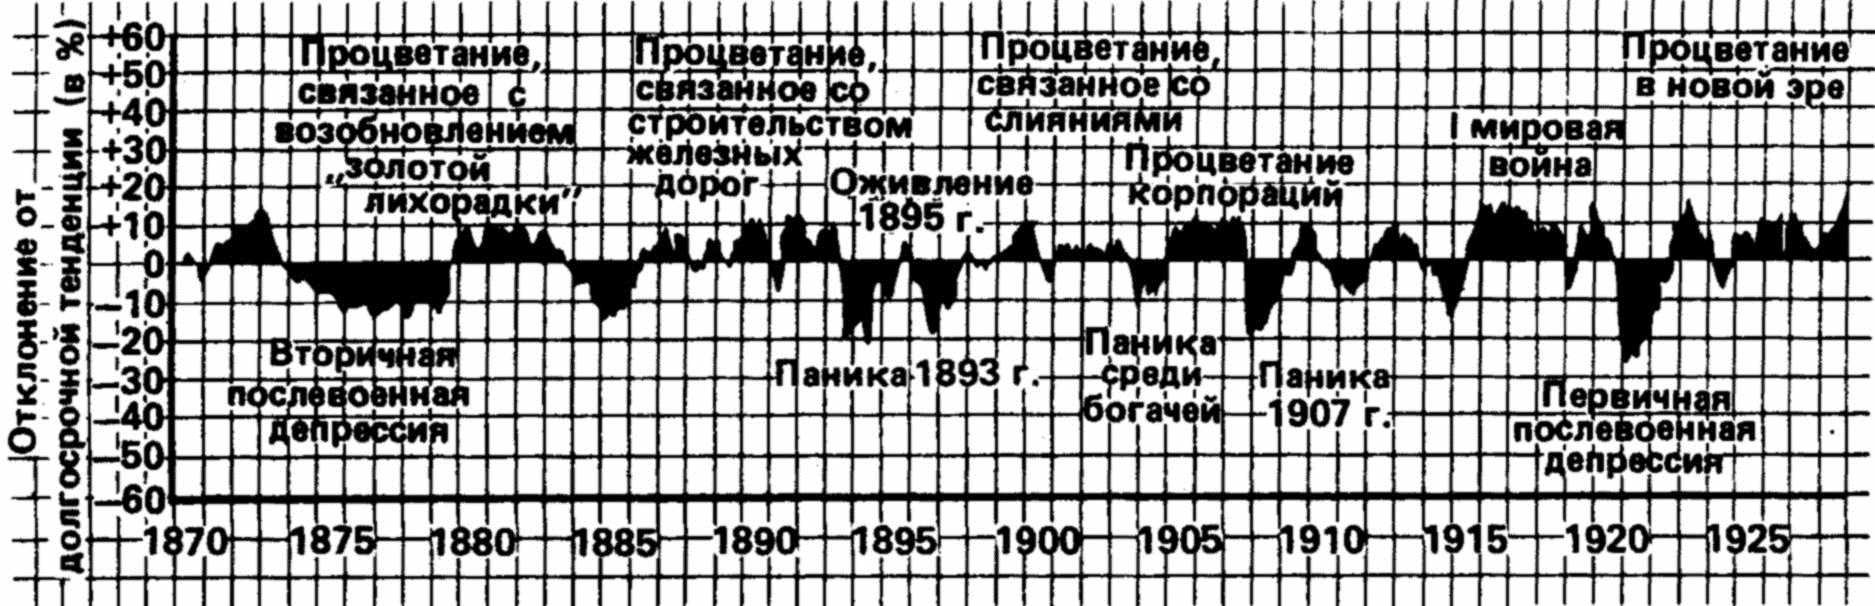 Отклонение от
долгосрочной тенденции (в %)
+60
+50
+40
+30
+20
+10
0
−10
−20
−30
−40
−50
−60
Процветание,
связанное с
возобновлением
„золотой
лихорадки”
Процветание,
связанное со
строительством
железных
дорог
Оживление
1895 г.
Процветание,
связанное со
слияниями
Процветание
корпораций
I мировая
война
Процветание
в новой эре
Вторичная
послевоенная
депрессия
Паника 1893 г.
Паника
среди
богачей
Паника
1907 г.
Первичная
послевоенная
депрессия
1870 1875 1880 1885 1890 1895 1900 1905 1910 1915 1920 1925